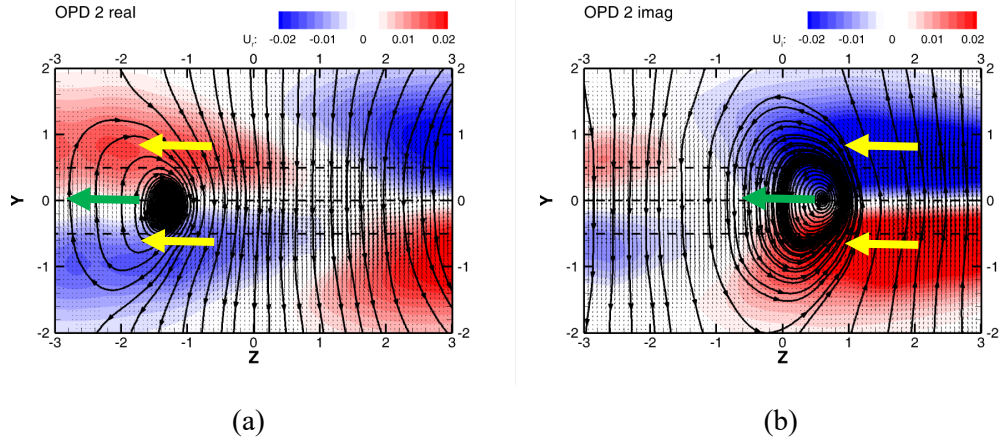 OPD 2 real
U_r: -0.02 -0.01 0 0.01 0.02
-3 -2 -1 0 1 2 3
2 2
1 1
Y 0 0
-1 -1
-2 -2
-3 -2 -1 0 1 2 3
Z
(a)
OPD 2 imag
U_i: -0.02 -0.01 0 0.01 0.02
-3 -2 -1 0 1 2 3
2 2
1 1
Y 0 0
-1 -1
-2 -2
-3 -2 -1 0 1 2 3
Z
(b)